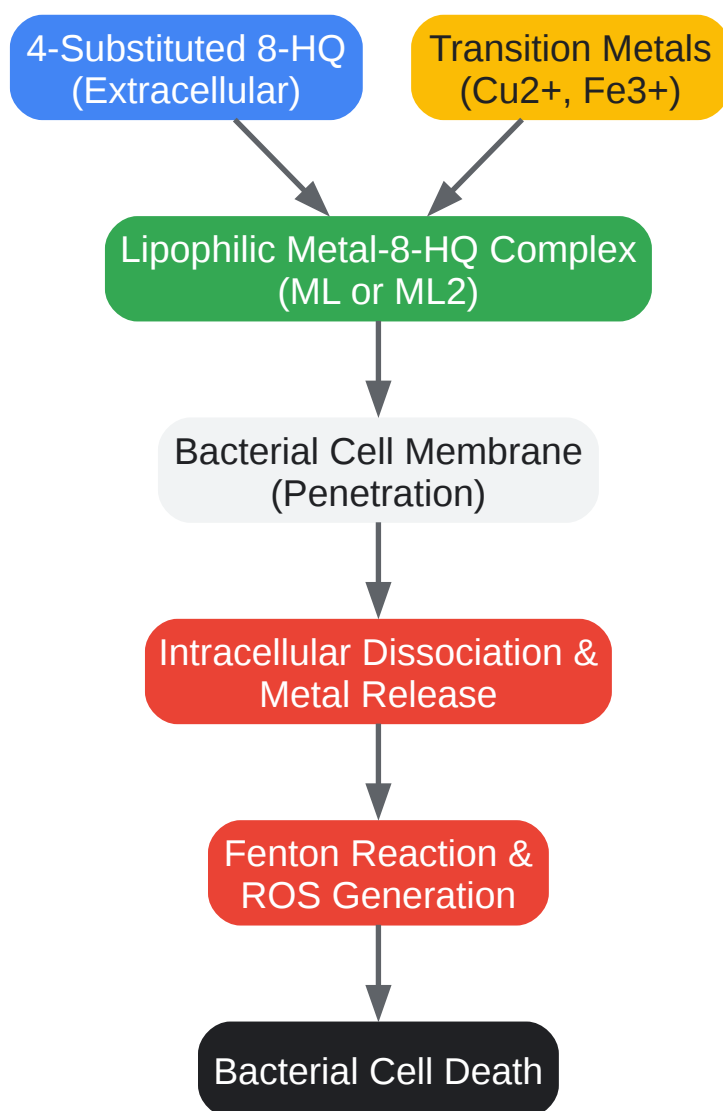 4-Substituted 8-HQ
(Extracellular)
Transition Metals
(Cu2+, Fe3+)
Lipophilic Metal-8-HQ Complex
(ML or ML2)
Bacterial Cell Membrane
(Penetration)
Intracellular Dissociation &
Metal Release
Fenton Reaction &
ROS Generation
Bacterial Cell Death